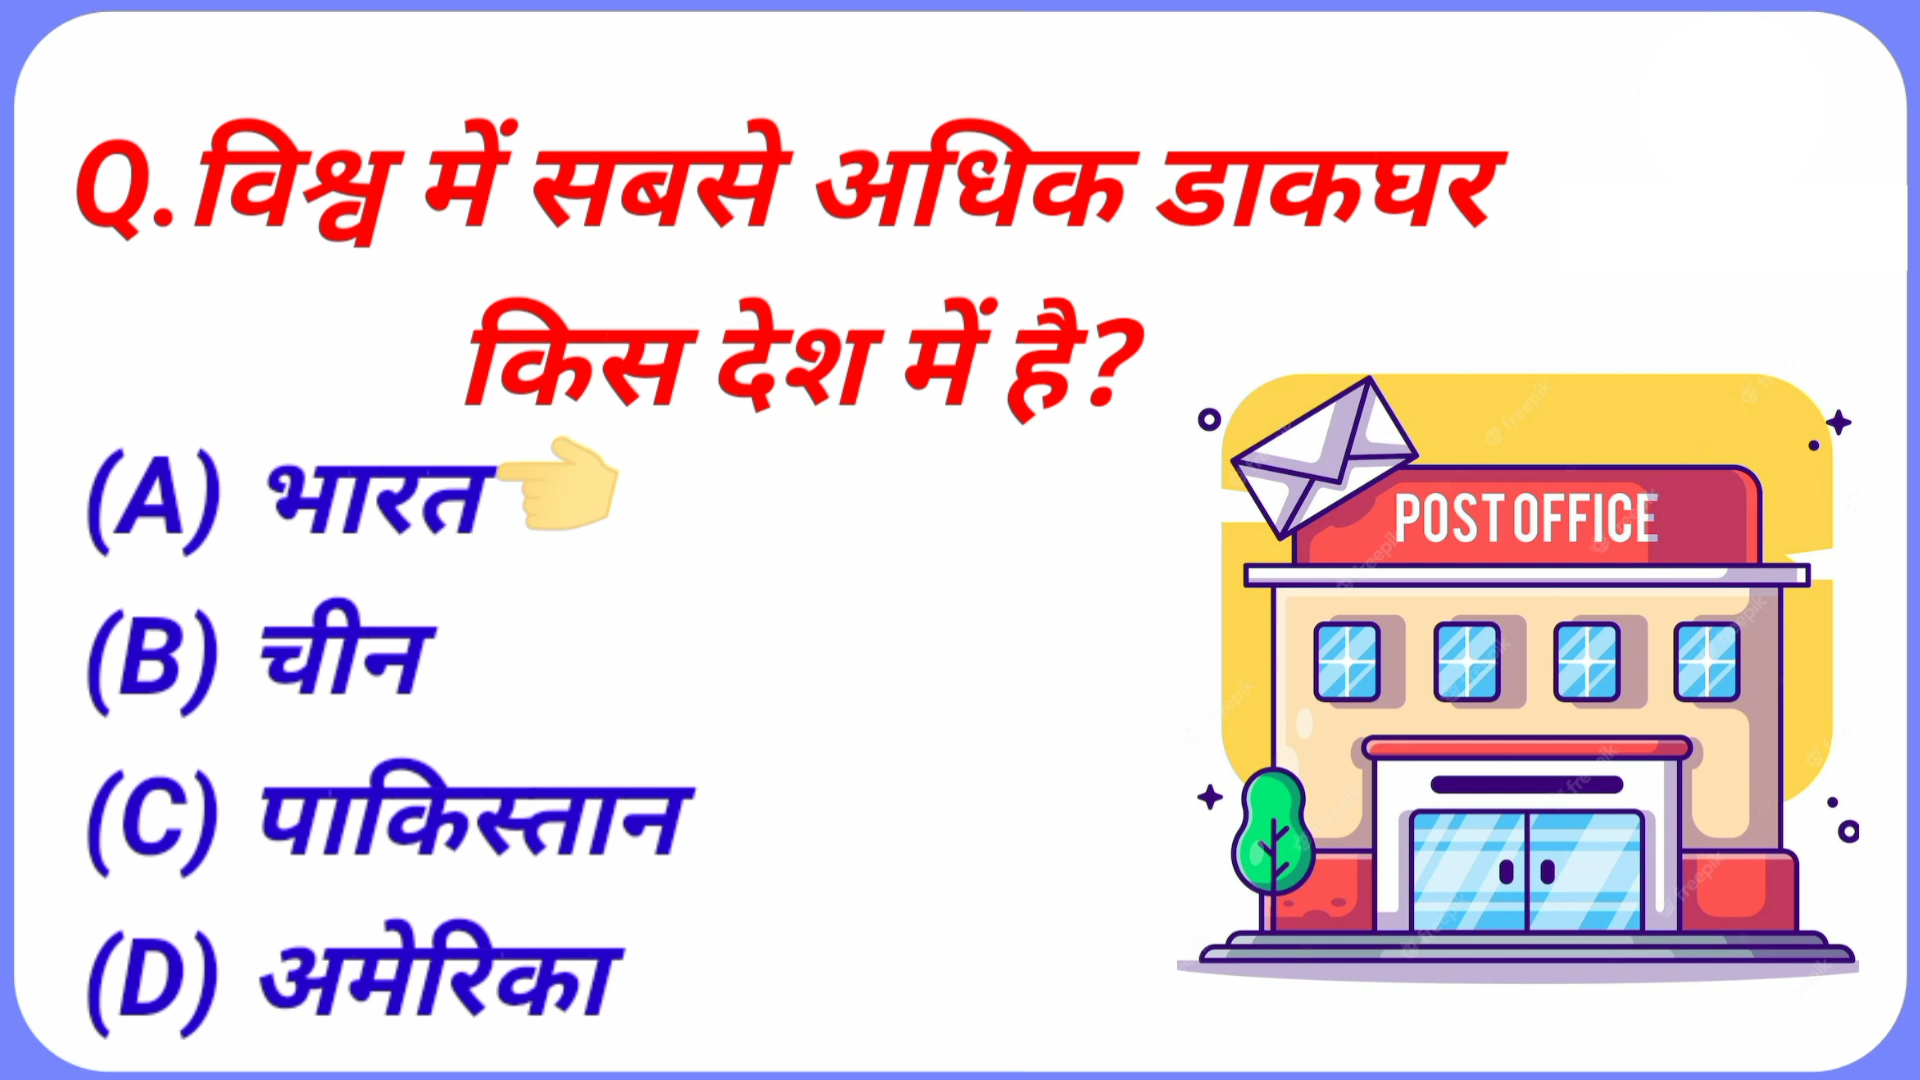 Q.विश्व में सबसे अधिक डाकघर
किस देश में है?
(A) भारत
(B) चीन
(C) पाकिस्तान
(D) अमेरिका
POST OFFICE